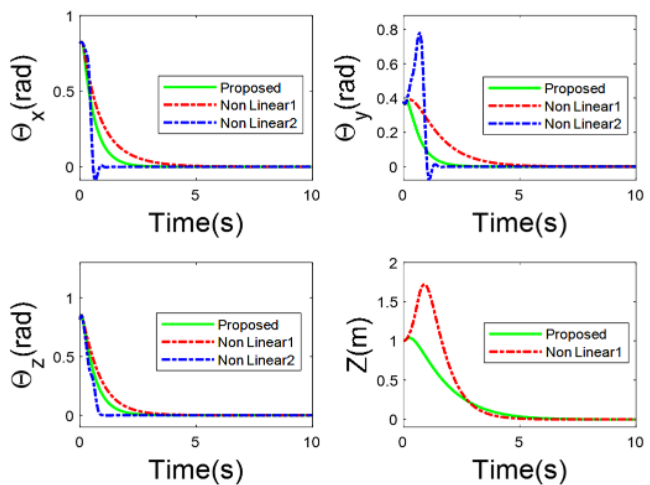 Θx(rad)
1
0.5
0
Proposed
Non Linear1
Non Linear2
0 5 10
Time(s)
Θy(rad)
0.8
0.6
0.4
0.2
0
Proposed
Non Linear1
Non Linear2
0 5 10
Time(s)
Θz(rad)
1
0.5
0
Proposed
Non Linear1
Non Linear2
0 5 10
Time(s)
Z(m)
2
1.5
1
0.5
0
Proposed
Non Linear1
0 5 10
Time(s)